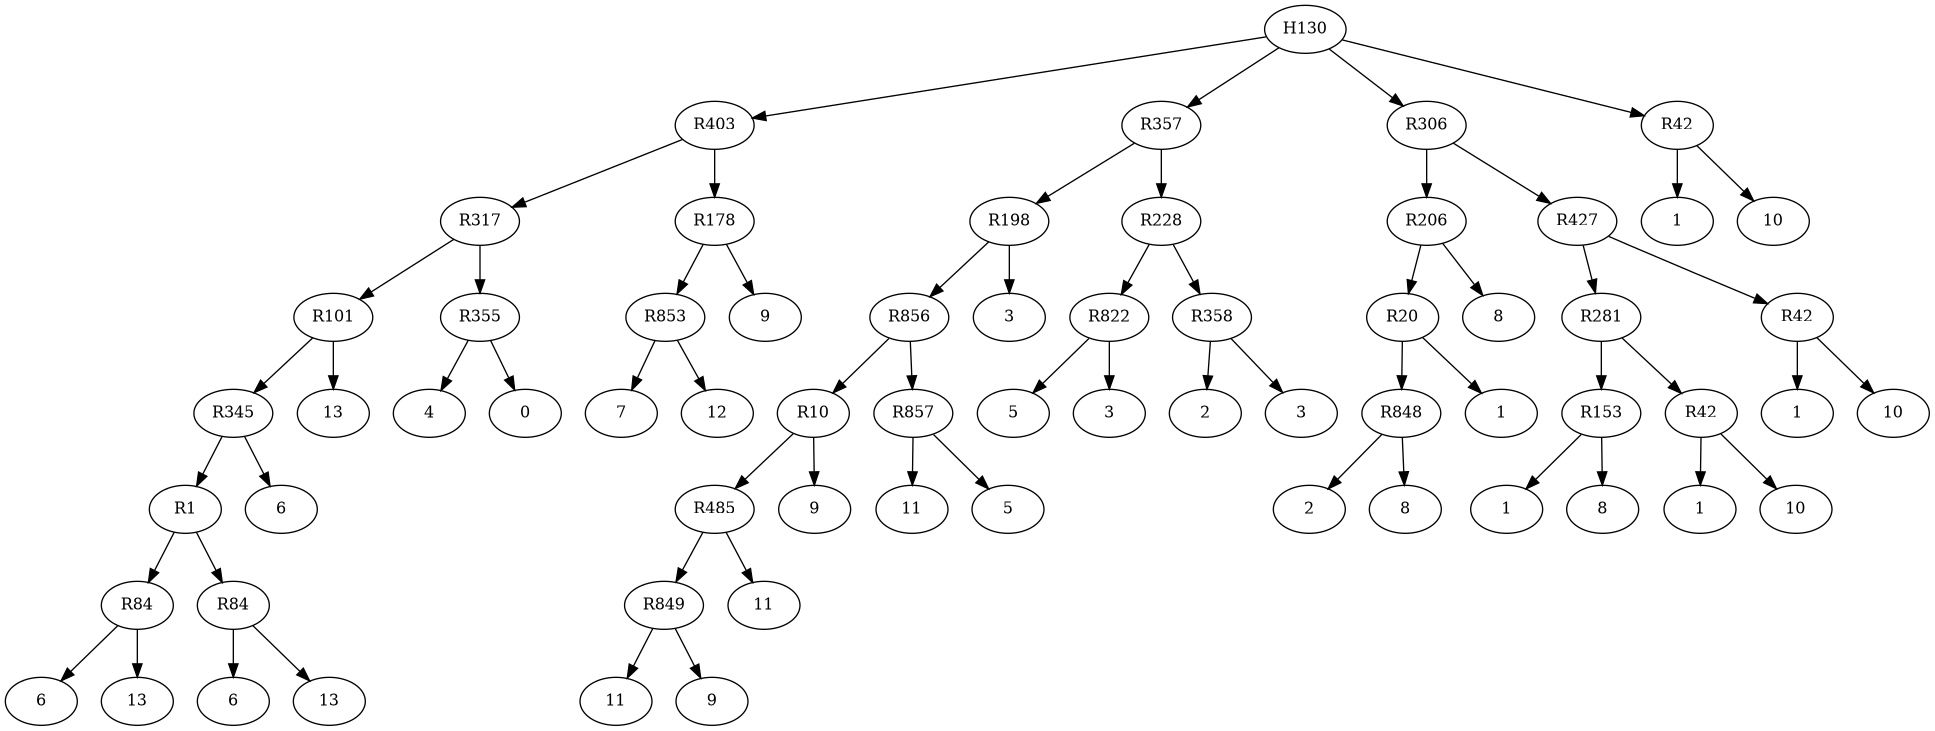 H130
R403 R357 R306 R42
R317 R178 R198 R228 R206 R427 1 10
R101 R355 R853 9 R856 3 R822 R358 R20 8 R281 R42
R345 13 4 0 7 12 R10 R857 5 3 2 3 R848 1 R153 R42 1 10
R1 6 R485 9 11 5 2 8 1 8 1 10
R84 R84 R849 11
6 13 6 13 11 9